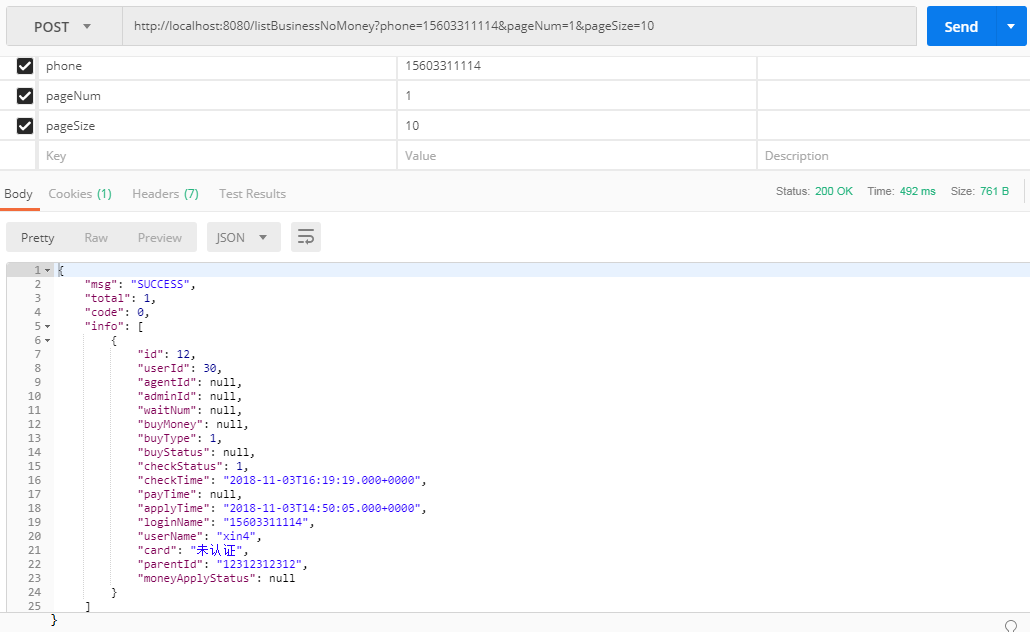 POST http://localhost:8080/listBusinessNoMoney?phone=15603311114&pageNum=1&pageSize=10 Send
phone 15603311114
pageNum 1
pageSize 10
Key Value Description
Body Cookies (1) Headers (7) Test Results Status: 200 OK Time: 492 ms Size: 761 B
Pretty Raw Preview JSON
1 {
2 "msg": "SUCCESS",
3 "total": 1,
4 "code": 0,
5 "info": [
6 {
7 "id": 12,
8 "userId": 30,
9 "agentId": null,
10 "adminId": null,
11 "waitNum": null,
12 "buyMoney": null,
13 "buyType": 1,
14 "buyStatus": null,
15 "checkStatus": 1,
16 "checkTime": "2018-11-03T16:19:19.000+0000",
17 "payTime": null,
18 "applyTime": "2018-11-03T14:50:05.000+0000",
19 "loginName": "15603311114",
20 "userName": "xin4",
21 "card": "未认证",
22 "parentId": "12312312312",
23 "moneyApplyStatus": null
24 }
25 ]
}